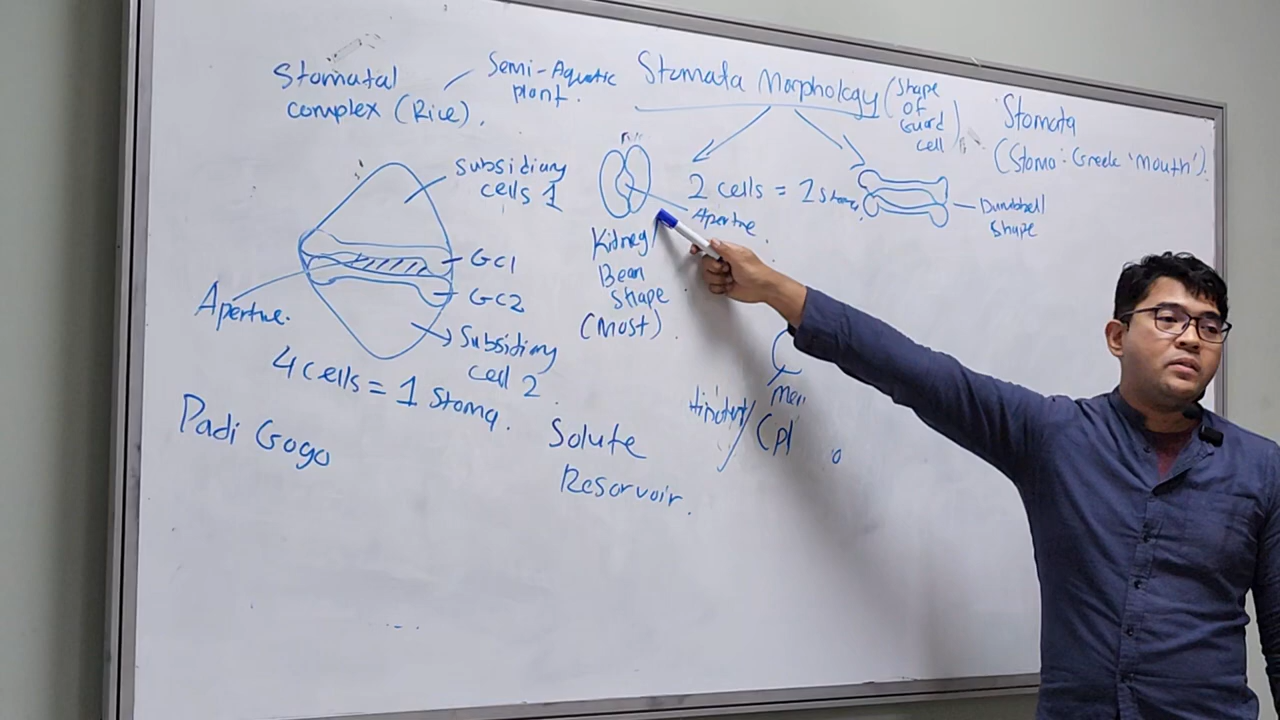 Stomatal
complex (Rice).
Semi-Aquatic
plant.
Stomata Morphology
(Shape
of
Guard
cell)
Stomata
(Stoma: Greek 'mouth').
Subsidiary
cells 1
GC1
GC2
Aperture.
Subsidiary
cell 2.
4 cells = 1 stoma.
Padi Gogo
2 cells = 1
Aperture.
Kidney
Bean
Shape
(Most).
Dumbbell
Shape
Solute
Reservoir.